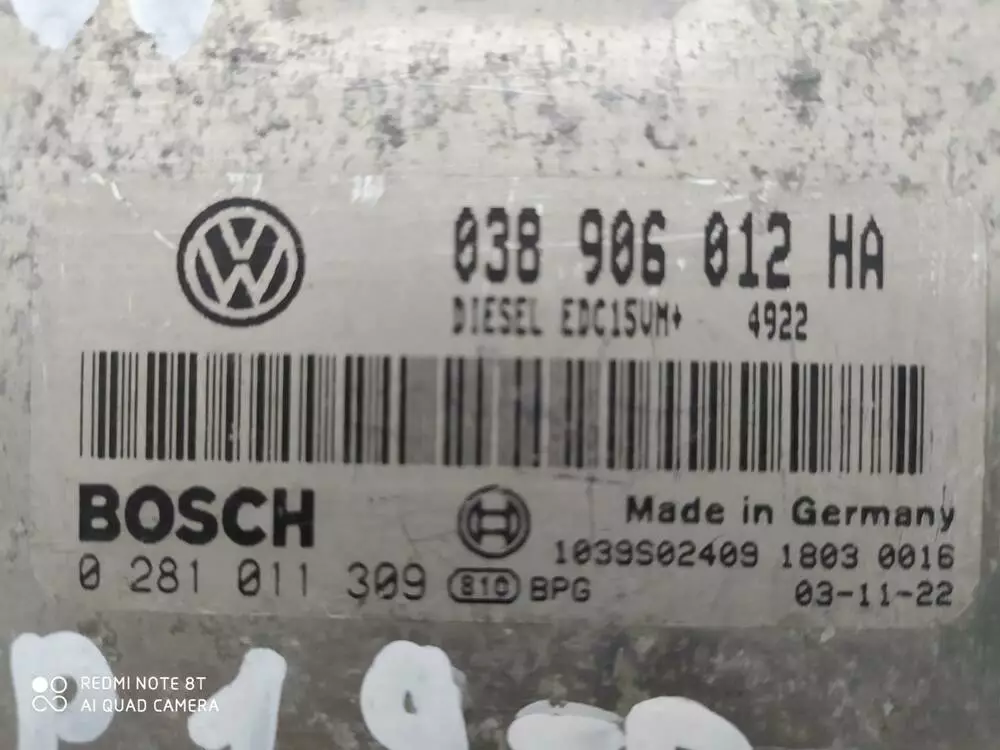 038 906 012 HA
DIESEL EDC15VM+ 4922
BOSCH
Made in Germany
1039S02409 1803 0016
0 281 011 309 810 BPG
03-11-22
REDMI NOTE 8T
AI QUAD CAMERA